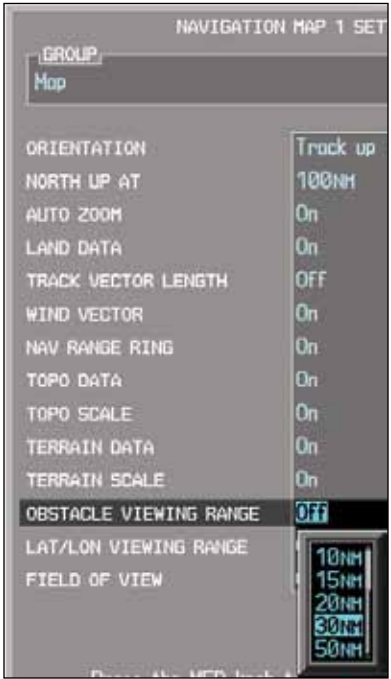 NAVIGATION MAP 1 SET
GROUP
Map
ORIENTATION Track up
NORTH UP AT 100NM
AUTO ZOOM On
LAND DATA On
TRACK VECTOR LENGTH Off
WIND VECTOR On
NAV RANGE RING On
TOPO DATA On
TOPO SCALE On
TERRAIN DATA On
TERRAIN SCALE On
OBSTACLE VIEWING RANGE Off
LAT/LON VIEWING RANGE
FIELD OF VIEW
10NM
15NM
20NM
30NM
50NM